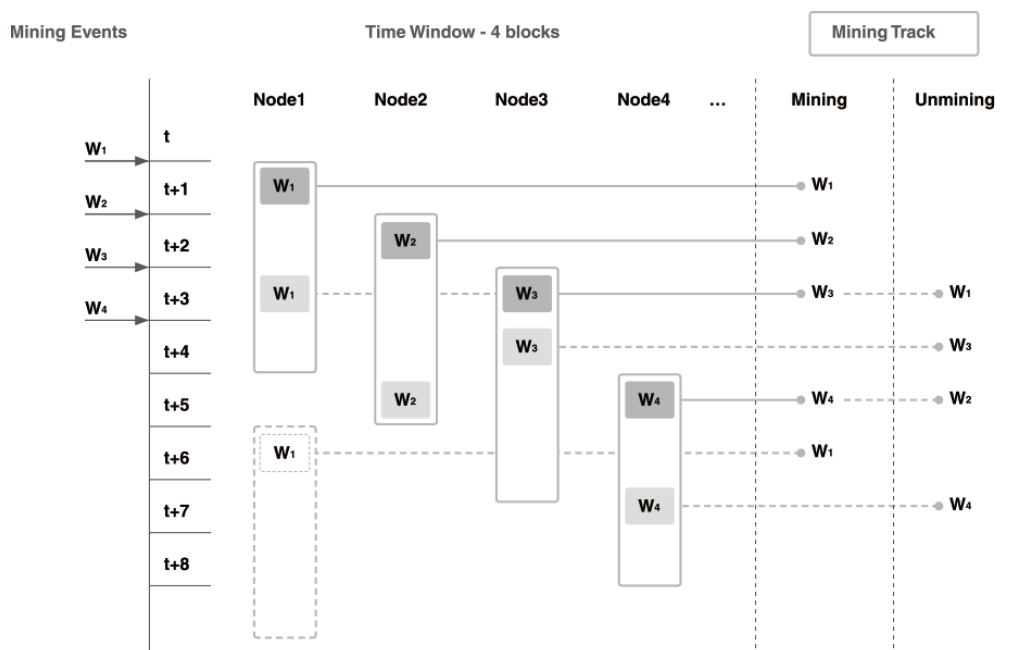 Mining Events Time Window - 4 blocks Mining Track
Node1 Node2 Node3 Node4 ... Mining Unmining
t
W1
t+1 W1 W1
W2
t+2 W2 W2
W3
t+3 W1 W3 W3 W1
W4
t+4 W3 W3
t+5 W2 W4 W4 W2
t+6 W1 W1
t+7 W4 W4
t+8